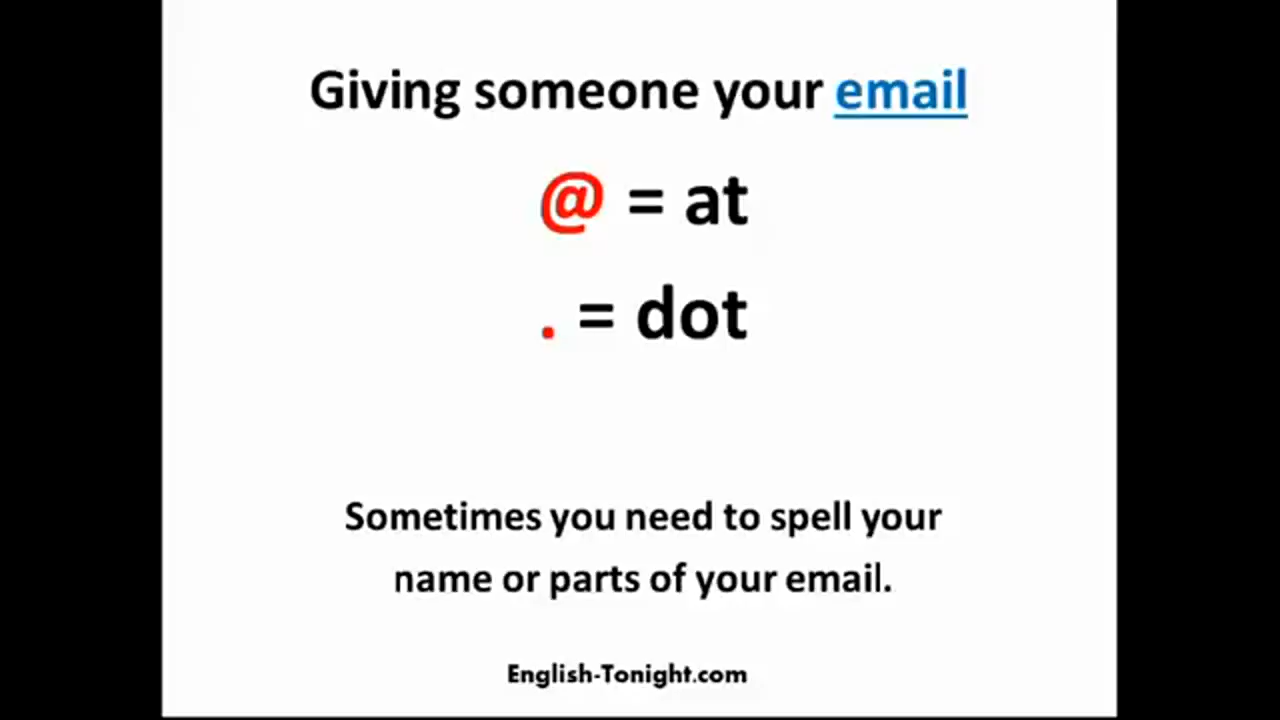 Giving someone your email
@ = at
. = dot
Sometimes you need to spell your
name or parts of your email.
English-Tonight.com